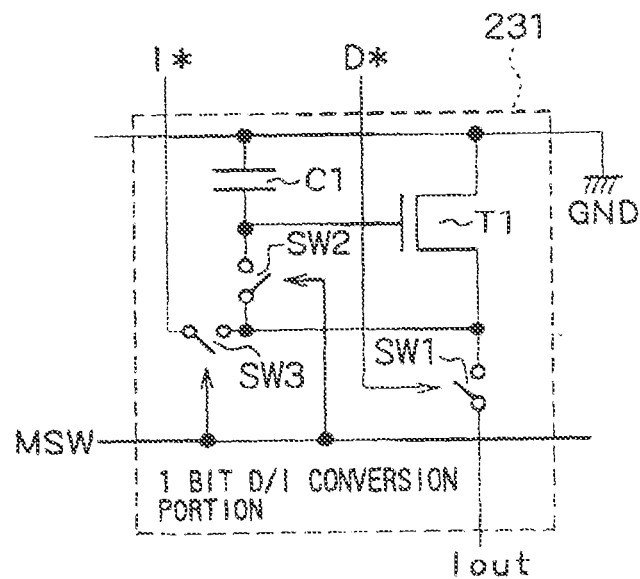 231
I*
D*
C1
T1
GND
SW2
SW1
SW3
MSW
1 BIT D/I CONVERSION
PORTION
Iout